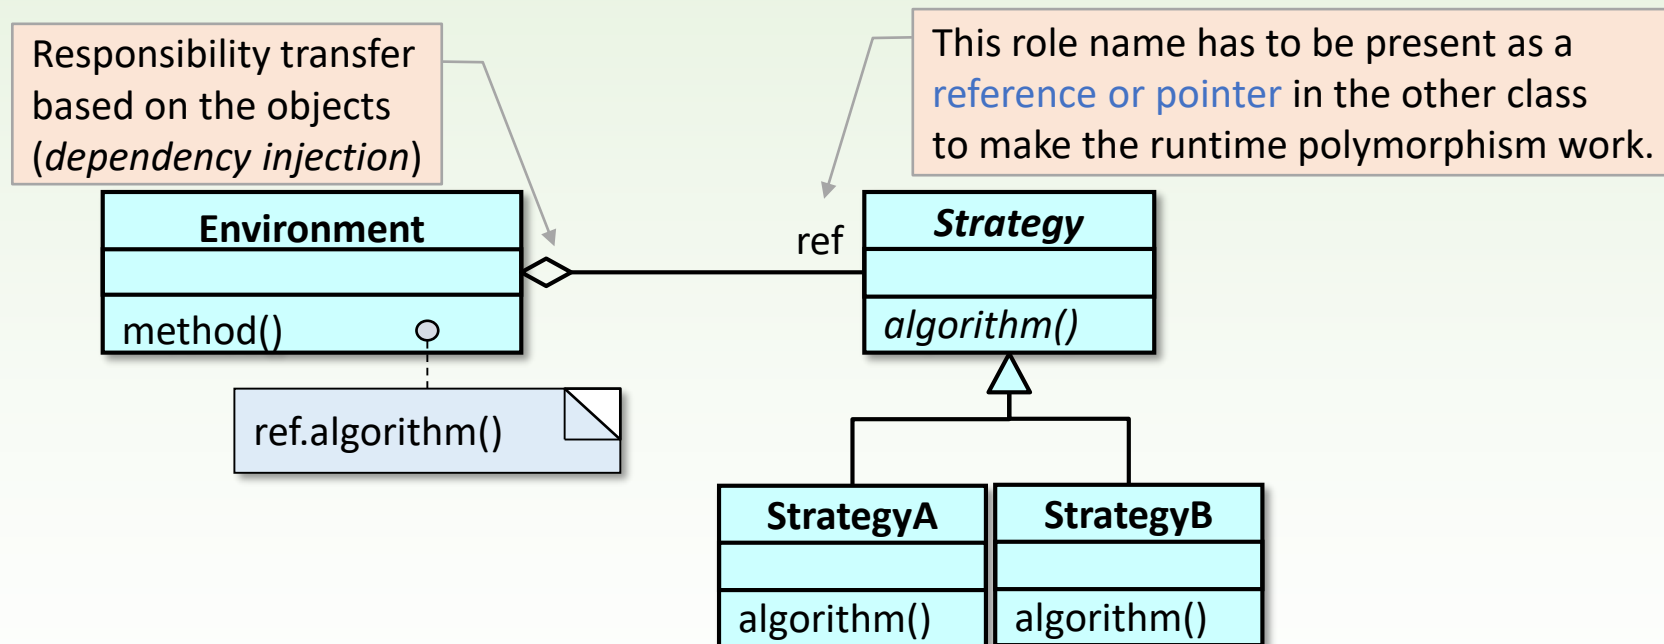 Responsibility transfer
based on the objects
(dependency injection)
This role name has to be present as a
reference or pointer in the other class
to make the runtime polymorphism work.
Environment
method()
ref.algorithm()
ref
Strategy
algorithm()
StrategyA
algorithm()
StrategyB
algorithm()